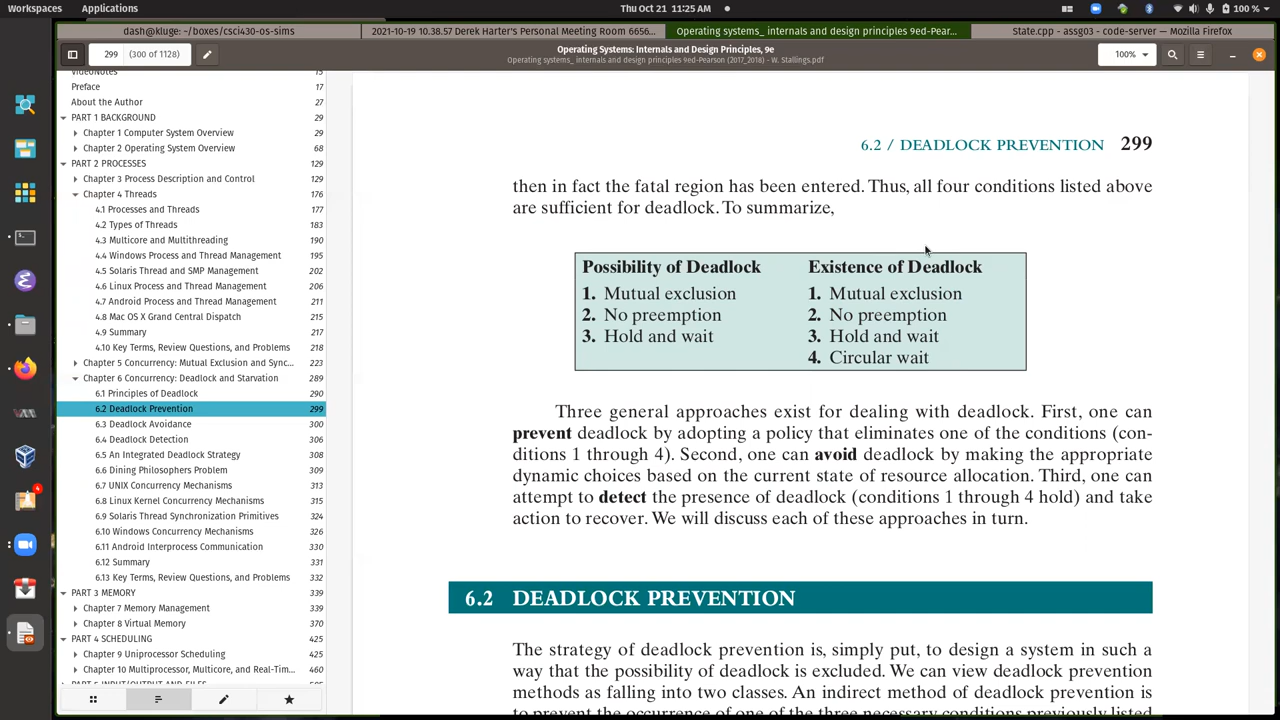 Workspaces Applications Thu Oct 21 11:25 AM 100 %
dash@kluge: ~/boxes/csci430-os-sims 2021-10-19 10.38.57 Derek Harter's Personal Meeting Room 6656... Operating systems_ internals and design principles 9ed-Pear... State.cpp - assg03 - code-server — Mozilla Firefox
299 (300 of 1128) Operating Systems: Internals and Design Principles, 9e 100%
Operating systems_ internals and design principles 9ed-Pearson (2017_2018) - W. Stallings.pdf
VideoNotes 15
Preface 17
About the Author 27
PART 1 BACKGROUND 29
Chapter 1 Computer System Overview 29
Chapter 2 Operating System Overview 68
PART 2 PROCESSES 129
Chapter 3 Process Description and Control 129
Chapter 4 Threads 176
4.1 Processes and Threads 177
4.2 Types of Threads 183
4.3 Multicore and Multithreading 190
4.4 Windows Process and Thread Management 195
4.5 Solaris Thread and SMP Management 202
4.6 Linux Process and Thread Management 206
4.7 Android Process and Thread Management 211
4.8 Mac OS X Grand Central Dispatch 215
4.9 Summary 217
4.10 Key Terms, Review Questions, and Problems 218
Chapter 5 Concurrency: Mutual Exclusion and Sync... 223
Chapter 6 Concurrency: Deadlock and Starvation 289
6.1 Principles of Deadlock 290
6.2 Deadlock Prevention 299
6.3 Deadlock Avoidance 300
6.4 Deadlock Detection 306
6.5 An Integrated Deadlock Strategy 308
6.6 Dining Philosophers Problem 309
6.7 UNIX Concurrency Mechanisms 313
6.8 Linux Kernel Concurrency Mechanisms 315
6.9 Solaris Thread Synchronization Primitives 324
6.10 Windows Concurrency Mechanisms 326
6.11 Android Interprocess Communication 330
6.12 Summary 331
6.13 Key Terms, Review Questions, and Problems 332
PART 3 MEMORY 339
Chapter 7 Memory Management 339
Chapter 8 Virtual Memory 370
PART 4 SCHEDULING 425
Chapter 9 Uniprocessor Scheduling 425
Chapter 10 Multiprocessor, Multicore, and Real-Tim... 460
4
6.2 / DEADLOCK PREVENTION 299
then in fact the fatal region has been entered. Thus, all four conditions listed above
are sufficient for deadlock. To summarize,
Possibility of Deadlock Existence of Deadlock
1. Mutual exclusion 1. Mutual exclusion
2. No preemption 2. No preemption
3. Hold and wait 3. Hold and wait
4. Circular wait
Three general approaches exist for dealing with deadlock. First, one can
prevent deadlock by adopting a policy that eliminates one of the conditions (con-
ditions 1 through 4). Second, one can avoid deadlock by making the appropriate
dynamic choices based on the current state of resource allocation. Third, one can
attempt to detect the presence of deadlock (conditions 1 through 4 hold) and take
action to recover. We will discuss each of these approaches in turn.
6.2 DEADLOCK PREVENTION
The strategy of deadlock prevention is, simply put, to design a system in such a
way that the possibility of deadlock is excluded. We can view deadlock prevention
methods as falling into two classes. An indirect method of deadlock prevention is
to prevent the occurrence of one of the three necessary conditions previously listed